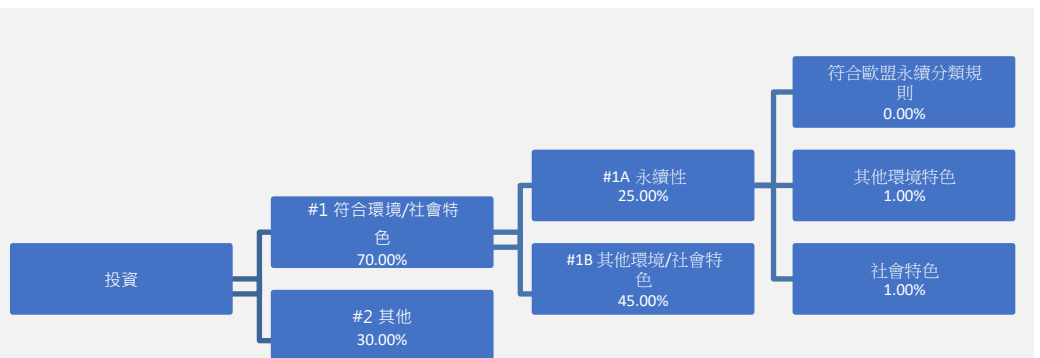 投資
#1 符合環境/社會特
色
70.00%
#2 其他
30.00%
#1A 永續性
25.00%
#1B 其他環境/社會特
色
45.00%
符合歐盟永續分類規
則
0.00%
其他環境特色
1.00%
社會特色
1.00%